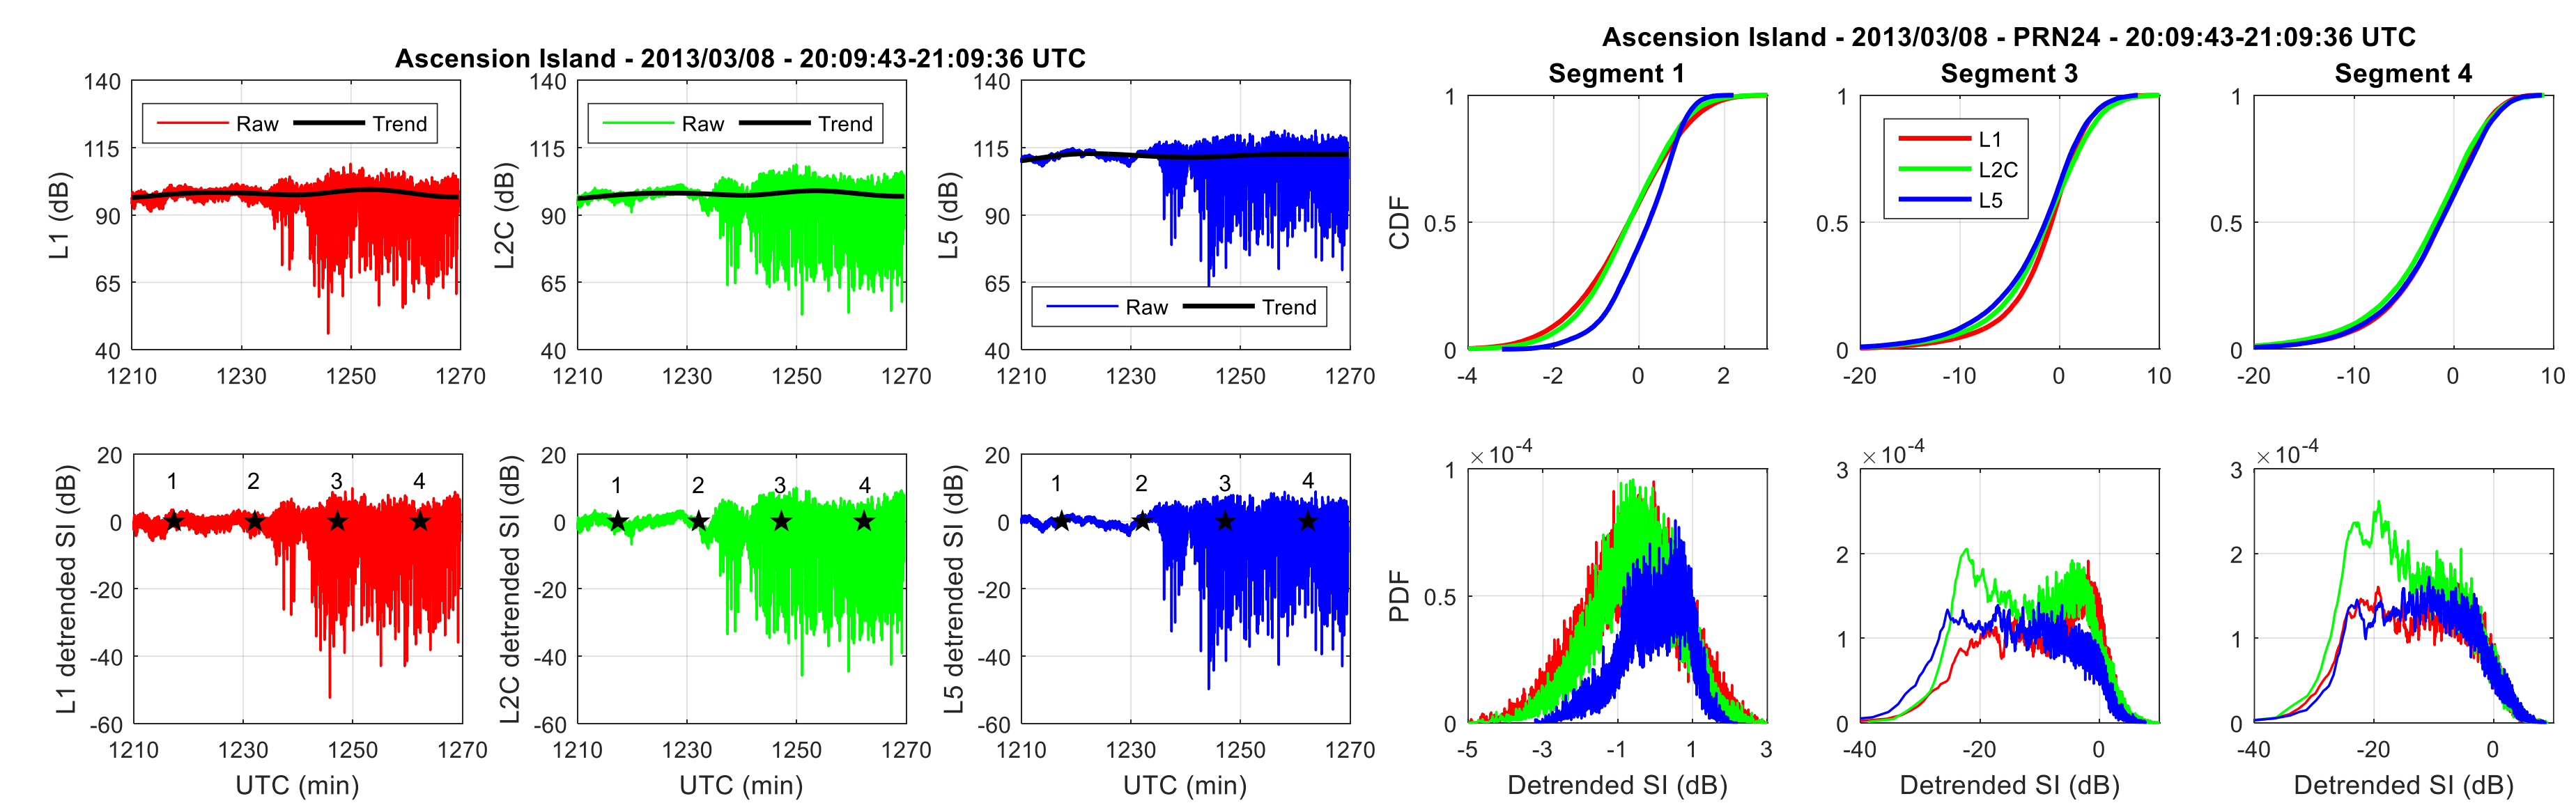 Ascension Island - 2013/03/08 - 20:09:43-21:09:36 UTC
140
115
90
65
40
L1 (dB)
Raw Trend
1210 1230 1250 1270
140
115
90
65
40
L2C (dB)
Raw Trend
1210 1230 1250 1270
140
115
90
65
40
L5 (dB)
Raw Trend
1210 1230 1250 1270
20
0
-20
-40
-60
L1 detrended SI (dB)
1 2 3 4
1210 1230 1250 1270
UTC (min)
20
0
-20
-40
-60
L2C detrended SI (dB)
1 2 3 4
1210 1230 1250 1270
UTC (min)
20
0
-20
-40
-60
L5 detrended SI (dB)
1 2 3 4
1210 1230 1250 1270
UTC (min)
Ascension Island - 2013/03/08 - PRN24 - 20:09:43-21:09:36 UTC
Segment 1
1
0.5
0
CDF
-4 -2 0 2
Segment 3
1
0.5
0
L1
L2C
L5
-20 -10 0 10
Segment 4
1
0.5
0
-20 -10 0 10
×10-4
1
0.5
0
PDF
-5 -3 -1 1 3
Detrended SI (dB)
×10-4
3
2
1
0
-40 -20 0
Detrended SI (dB)
×10-4
3
2
1
0
-40 -20 0
Detrended SI (dB)